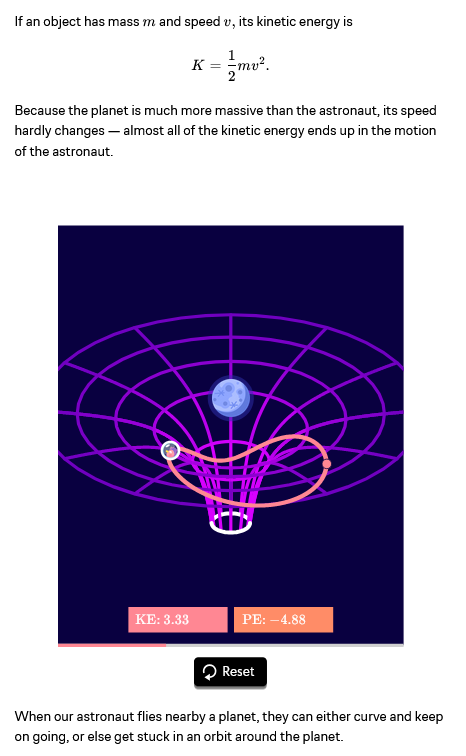 If an object has mass m and speed v, its kinetic energy is
K = 1/2 mv².
Because the planet is much more massive than the astronaut, its speed
hardly changes — almost all of the kinetic energy ends up in the motion
of the astronaut.
KE: 3.33 PE: −4.88
Reset
When our astronaut flies nearby a planet, they can either curve and keep
on going, or else get stuck in an orbit around the planet.